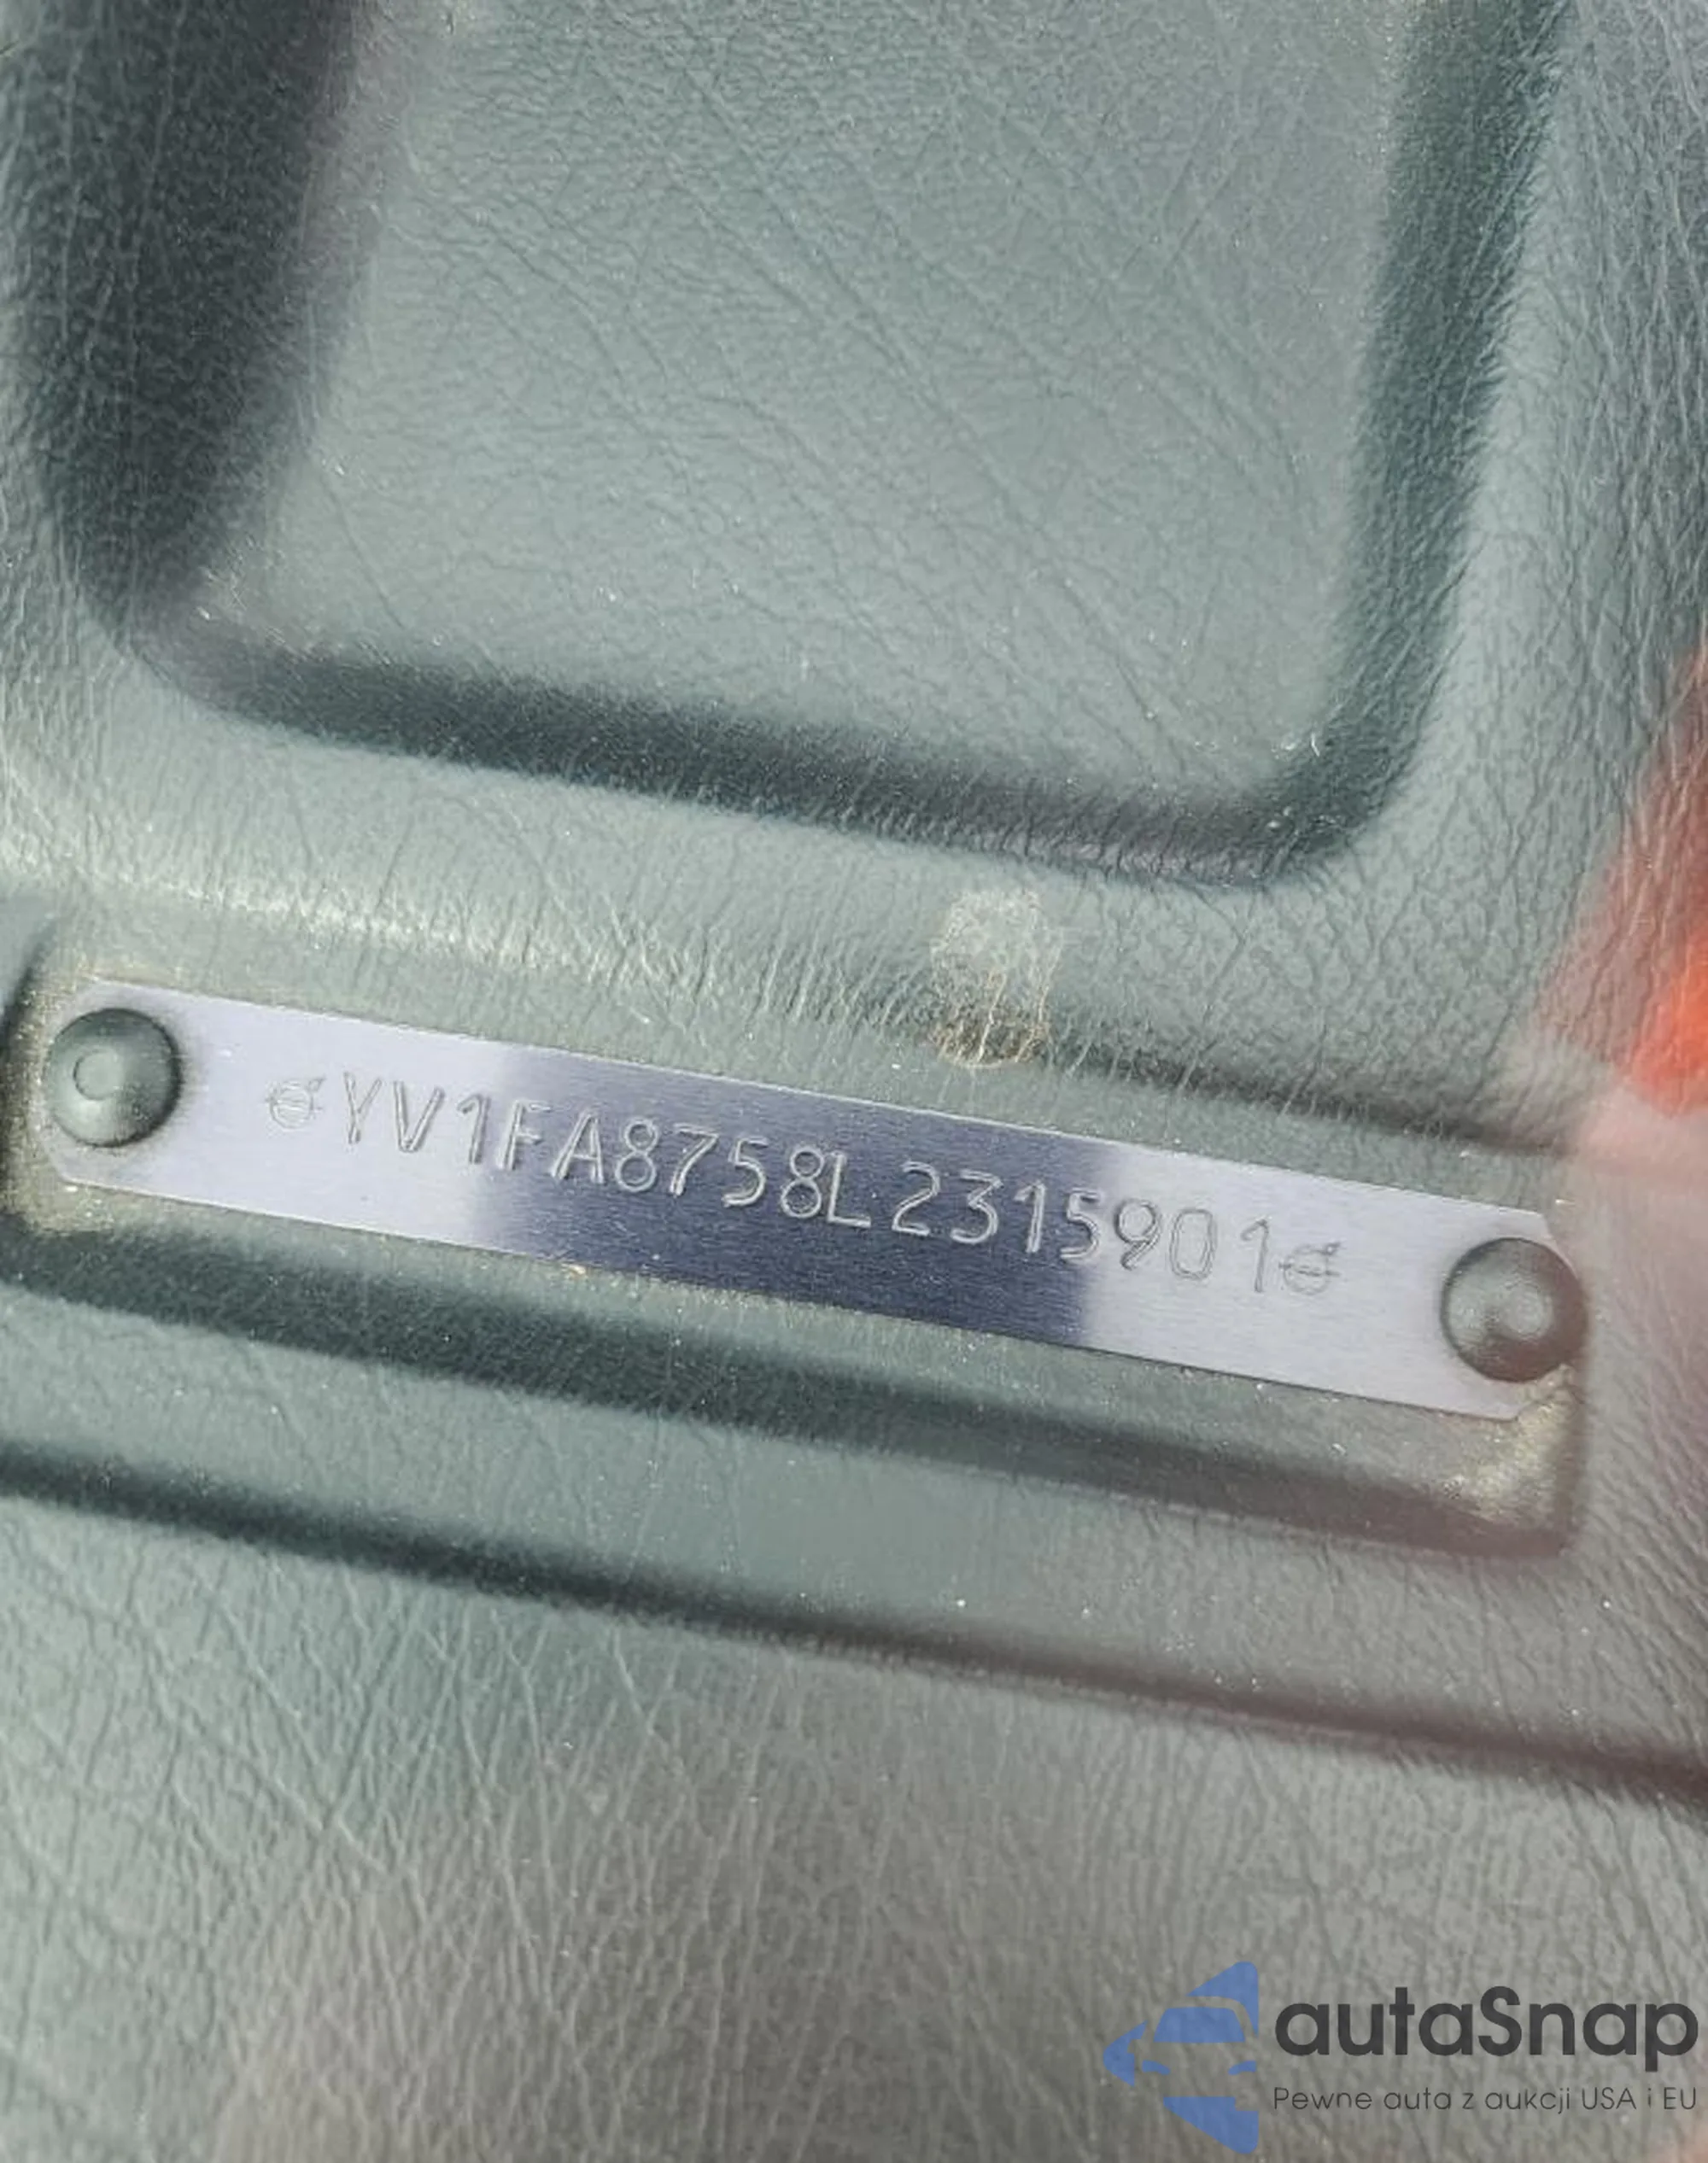 YV1FA8758L2315901
autaSnap
Pewne auta z aukcji USA i EU